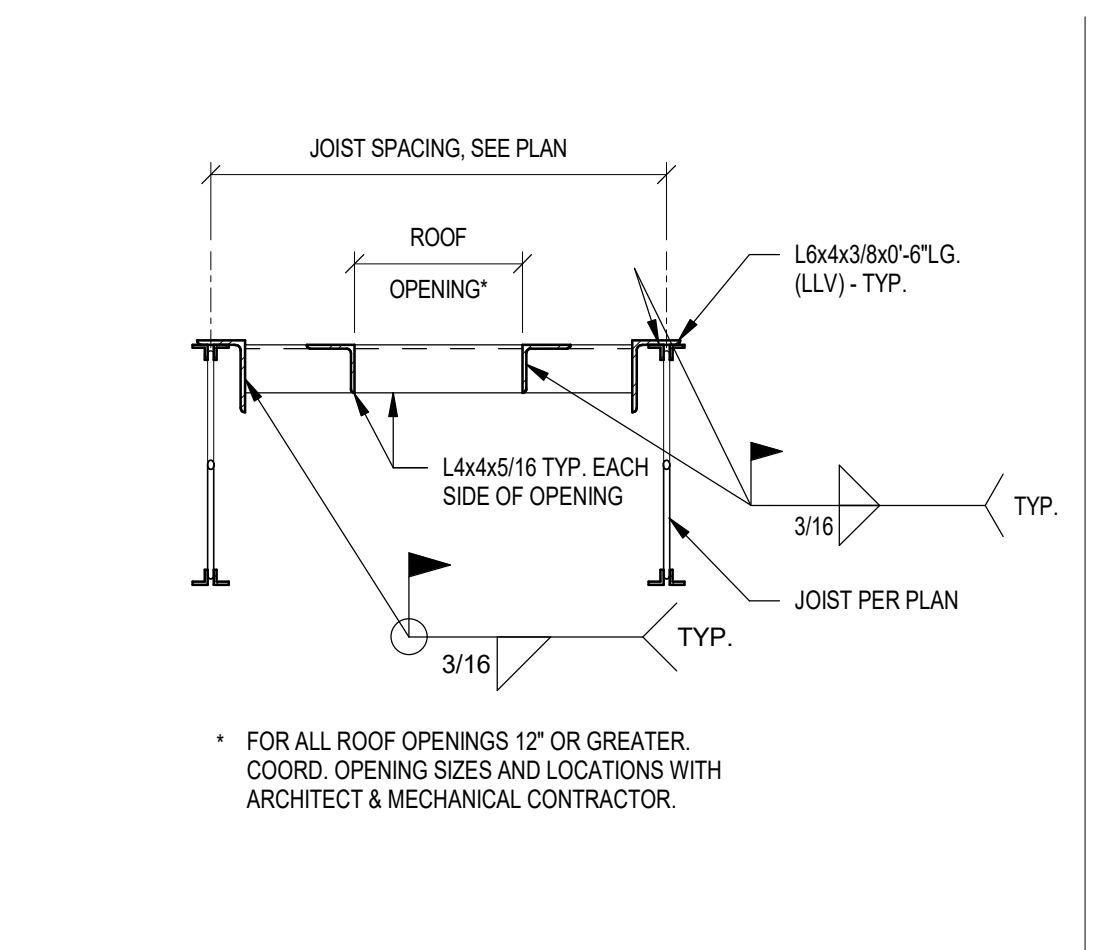 JOIST SPACING, SEE PLAN
ROOF
OPENING*
L6x4x3/8x0'-6"LG.
(LLV) - TYP.
L4x4x5/16 TYP. EACH
SIDE OF OPENING
3/16
TYP.
JOIST PER PLAN
3/16
TYP.
* FOR ALL ROOF OPENINGS 12" OR GREATER.
COORD. OPENING SIZES AND LOCATIONS WITH
ARCHITECT & MECHANICAL CONTRACTOR.